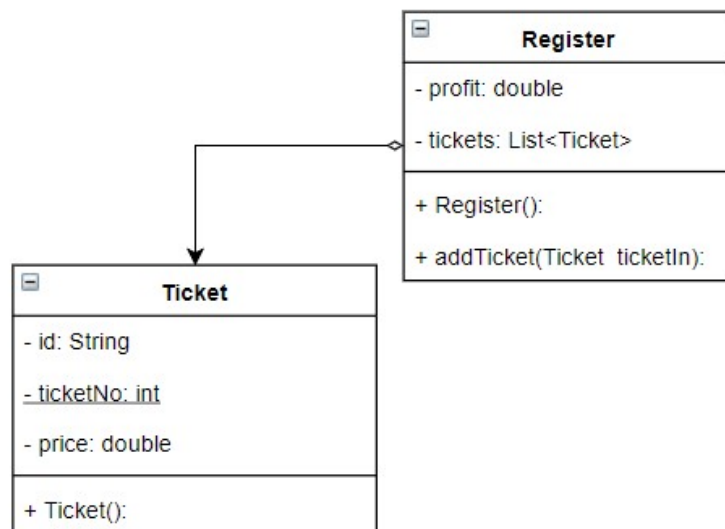 Register
- profit: double
- tickets: List<Ticket>
+ Register():
+ addTicket(Ticket ticketIn):
Ticket
- id: String
- ticketNo: int
- price: double
+ Ticket():